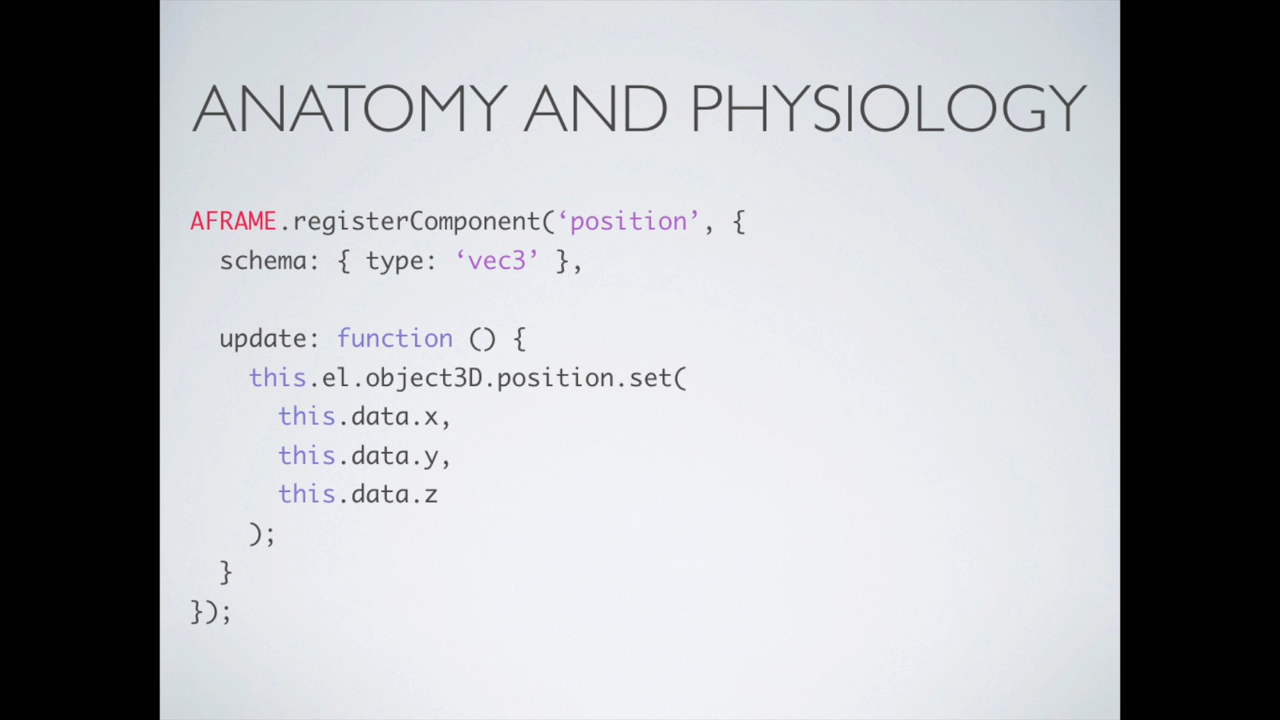 ANATOMY AND PHYSIOLOGY
AFRAME.registerComponent(‘position’, {
schema: { type: ‘vec3’ },
update: function () {
this.el.object3D.position.set(
this.data.x,
this.data.y,
this.data.z
);
}
});